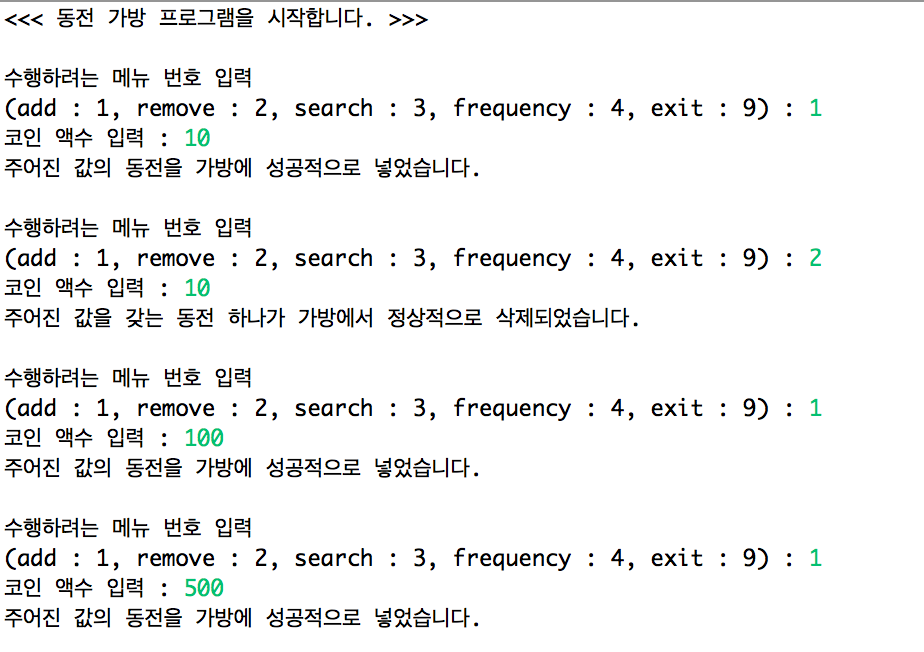 <<< 동전 가방 프로그램을 시작합니다. >>>
수행하려는 메뉴 번호 입력
(add : 1, remove : 2, search : 3, frequency : 4, exit : 9) : 1
코인 액수 입력 : 10
주어진 값의 동전을 가방에 성공적으로 넣었습니다.
수행하려는 메뉴 번호 입력
(add : 1, remove : 2, search : 3, frequency : 4, exit : 9) : 2
코인 액수 입력 : 10
주어진 값을 갖는 동전 하나가 가방에서 정상적으로 삭제되었습니다.
수행하려는 메뉴 번호 입력
(add : 1, remove : 2, search : 3, frequency : 4, exit : 9) : 1
코인 액수 입력 : 100
주어진 값의 동전을 가방에 성공적으로 넣었습니다.
수행하려는 메뉴 번호 입력
(add : 1, remove : 2, search : 3, frequency : 4, exit : 9) : 1
코인 액수 입력 : 500
주어진 값의 동전을 가방에 성공적으로 넣었습니다.